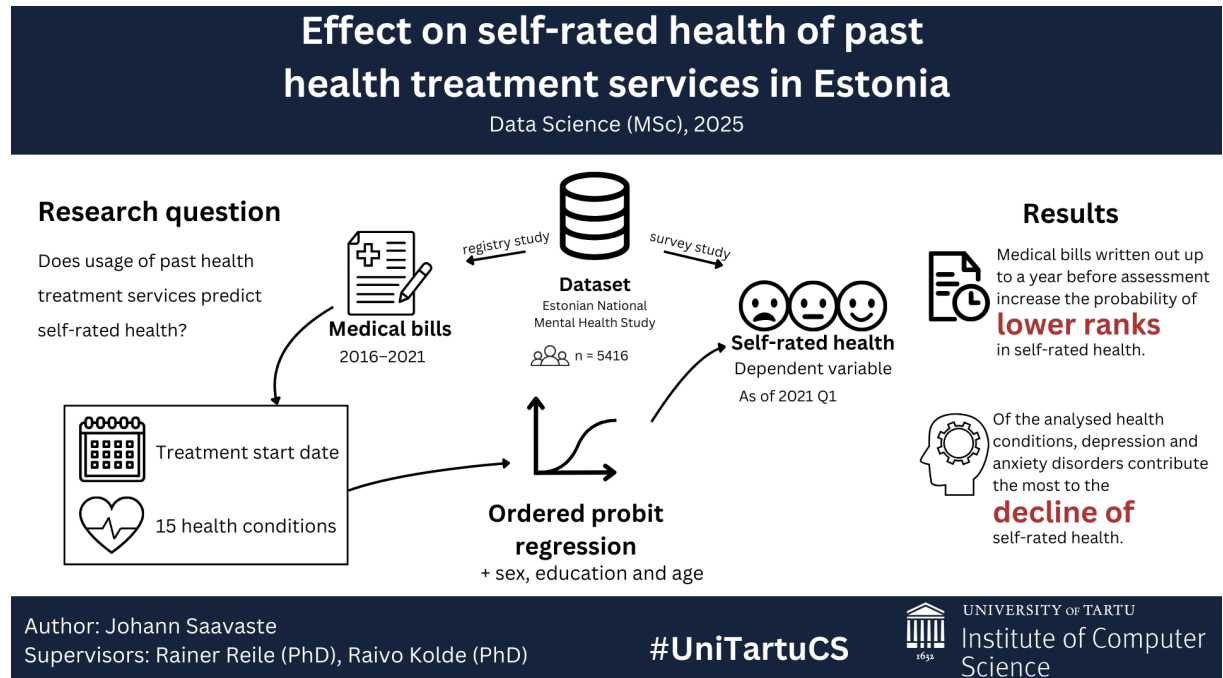 Effect on self-rated health of past
health treatment services in Estonia
Data Science (MSc), 2025
Research question
Does usage of past health
treatment services predict
self-rated health?
registry study
survey study
Medical bills
2016–2021
Dataset
Estonian National
Mental Health Study
n = 5416
Self-rated health
Dependent variable
As of 2021 Q1
Treatment start date
15 health conditions
Ordered probit
regression
+ sex, education and age
Results
Medical bills written out up
to a year before assessment
increase the probability of
lower ranks
in self-rated health.
Of the analysed health
conditions, depression and
anxiety disorders contribute
the most to the
decline of
self-rated health.
Author: Johann Saavaste
Supervisors: Rainer Reile (PhD), Raivo Kolde (PhD)
#UniTartuCS
1632
UNIVERSITY OF TARTU
Institute of Computer
Science